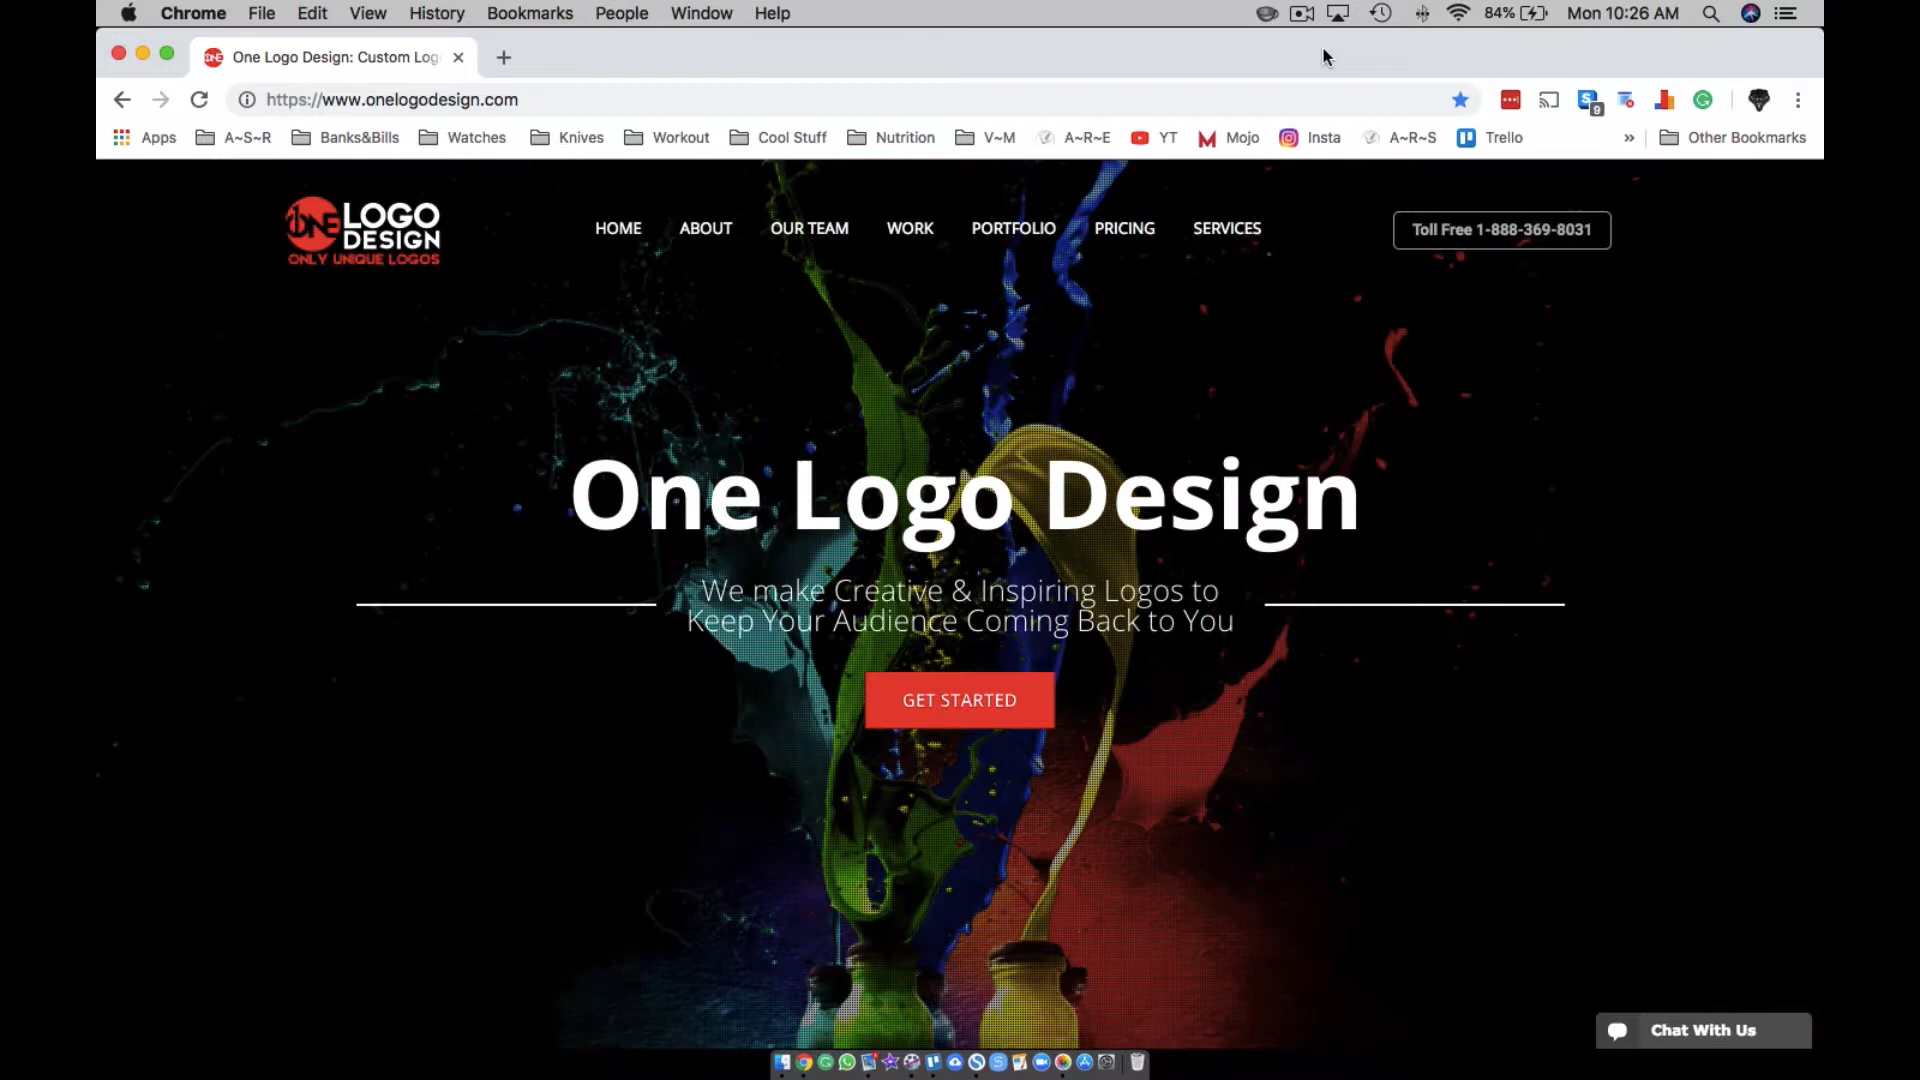 Chrome File Edit View History Bookmarks People Window Help 84% Mon 10:26 AM
ONE One Logo Design: Custom Log
https://www.onelogodesign.com
9
Apps A~S~R Banks&Bills Watches Knives Workout Cool Stuff Nutrition V~M A~R~E YT Mojo Insta A~R~S Trello » Other Bookmarks
ONE LOGO DESIGN
ONLY UNIQUE LOGOS
HOME ABOUT OUR TEAM WORK PORTFOLIO PRICING SERVICES
Toll Free 1-888-369-8031
One Logo Design
We make Creative & Inspiring Logos to
Keep Your Audience Coming Back to You
GET STARTED
Chat With Us